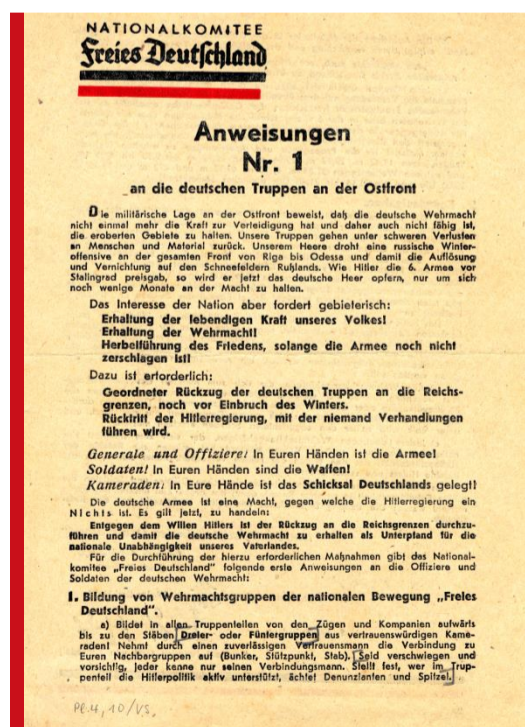 NATIONALKOMITEE
Freies Deutschland
Anweisungen
Nr. 1
an die deutschen Truppen an der Ostfront
Die militärische Lage an der Ostfront beweist, daß die deutsche Wehrmacht
nicht einmal mehr die Kraft zur Verteidigung hat und daher auch nicht fähig ist,
die eroberten Gebiete zu halten. Unsere Truppen gehen unter schweren Verlusten
an Menschen und Material zurück. Unserem Heere droht eine russische Winter-
offensive an der gesamten Front von Riga bis Odessa und damit die Auflösung
und Vernichtung auf den Schneefeldern Rußlands. Wie Hitler die 6. Armee vor
Stalingrad preisgab, so wird er jetzt das deutsche Heer opfern, nur um sich
noch wenige Monate an der Macht zu halten.
Das Interesse der Nation aber fordert gebieterisch:
Erhaltung der lebendigen Kraft unseres Volkes!
Erhaltung der Wehrmacht!
Herbeiführung des Friedens, solange die Armee noch nicht
zerschlagen ist!
Dazu ist erforderlich:
Geordneter Rückzug der deutschen Truppen an die Reichs-
grenzen, noch vor Einbruch des Winters.
Rücktritt der Hitlerregierung, mit der niemand Verhandlungen
führen wird.
Generale und Offiziere: In Euren Händen ist die Armee!
Soldaten! In Euren Händen sind die Waffen!
Kameraden: In Eure Hände ist das Schicksal Deutschlands gelegt!
Die deutsche Armee ist eine Macht, gegen welche die Hitlerregierung ein
Nichts ist. Es gilt jetzt, zu handeln:
Entgegen dem Willen Hitlers ist der Rückzug an die Reichsgrenzen durchzu-
führen und damit die deutsche Wehrmacht zu erhalten als Unterpfand für die
nationale Unabhängigkeit unseres Vaterlandes.
Für die Durchführung der hierzu erforderlichen Maßnahmen gibt das National-
komitee „Freies Deutschland" folgende erste Anweisungen an die Offiziere und
Soldaten der deutschen Wehrmacht:
I. Bildung von Wehrmachtsgruppen der nationalen Bewegung „Freies
Deutschland".
a) Bildet in allen Truppenteilen von den Zügen und Kompanien aufwärts
bis zu den Stäben Dreier- oder Fünfergruppen aus vertrauenswürdigen Kame-
raden! Nehmt durch einen zuverlässigen Vertrauensmann die Verbindung zu
Euren Nachbargruppen auf (Bunker, Stützpunkt, Stab). Seid verschwiegen und
vorsichtig, jeder kanne nur seinen Verbindungsmann. Stellt fest, wer im Trup-
penteil die Hitlerpolitik aktiv unterstützt, ächtet Denunzianten und Spitzel.